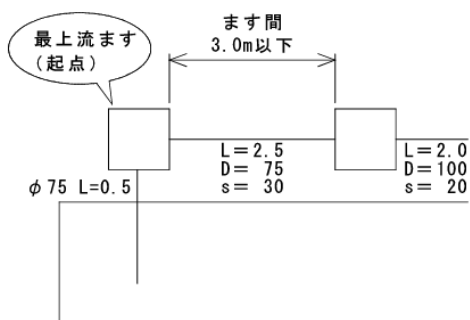 最上流ます
(起点)
ます間
3.0m以下
L=2.5
D= 75
s= 30
L=2.0
D=100
s= 20
φ75 L=0.5